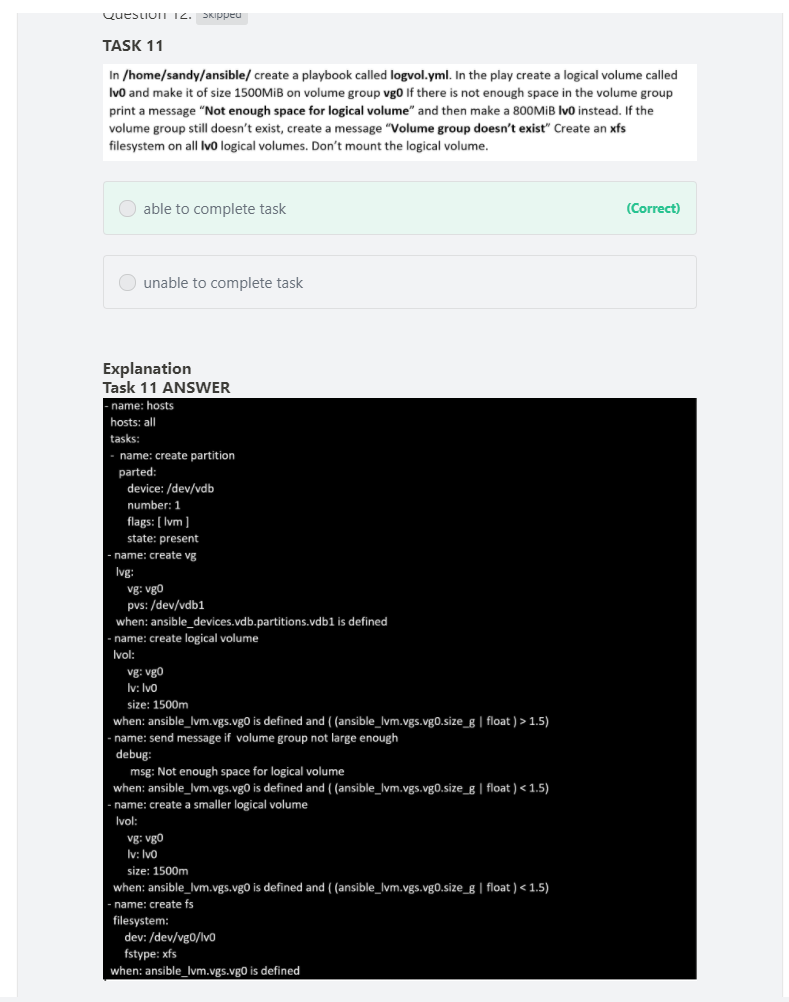 Question 12: Skipped
TASK 11
In /home/sandy/ansible/ create a playbook called logvol.yml. In the play create a logical volume called
lv0 and make it of size 1500MiB on volume group vg0 If there is not enough space in the volume group
print a message “Not enough space for logical volume” and then make a 800MiB lv0 instead. If the
volume group still doesn’t exist, create a message “Volume group doesn’t exist” Create an xfs
filesystem on all lv0 logical volumes. Don’t mount the logical volume.
able to complete task
(Correct)
unable to complete task
Explanation
Task 11 ANSWER
- name: hosts
hosts: all
tasks:
- name: create partition
parted:
device: /dev/vdb
number: 1
flags: [ lvm ]
state: present
- name: create vg
lvg:
vg: vg0
pvs: /dev/vdb1
when: ansible_devices.vdb.partitions.vdb1 is defined
- name: create logical volume
lvol:
vg: vg0
lv: lv0
size: 1500m
when: ansible_lvm.vgs.vg0 is defined and ( (ansible_lvm.vgs.vg0.size_g | float ) > 1.5)
- name: send message if volume group not large enough
debug:
msg: Not enough space for logical volume
when: ansible_lvm.vgs.vg0 is defined and ( (ansible_lvm.vgs.vg0.size_g | float ) < 1.5)
- name: create a smaller logical volume
lvol:
vg: vg0
lv: lv0
size: 1500m
when: ansible_lvm.vgs.vg0 is defined and ( (ansible_lvm.vgs.vg0.size_g | float ) < 1.5)
- name: create fs
filesystem:
dev: /dev/vg0/lv0
fstype: xfs
when: ansible_lvm.vgs.vg0 is defined